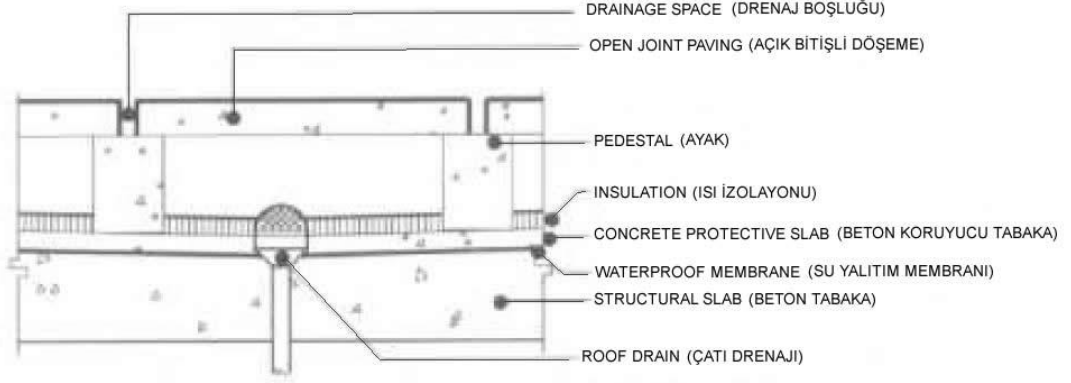 DRAINAGE SPACE (DRENAJ BOŞLUĞU)
OPEN JOINT PAVING (AÇIK BİTİŞLİ DÖŞEME)
PEDESTAL (AYAK)
INSULATION (ISI İZOLAYONU)
CONCRETE PROTECTIVE SLAB (BETON KORUYUCU TABAKA)
WATERPROOF MEMBRANE (SU YALITIM MEMBRANI)
STRUCTURAL SLAB (BETON TABAKA)
ROOF DRAIN (ÇATI DRENAJI)